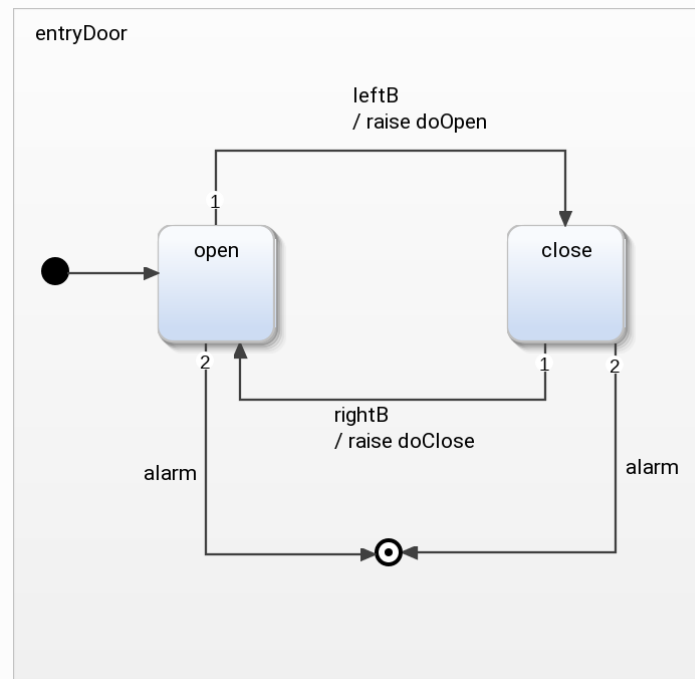 entryDoor
leftB
/ raise doOpen
1
open
close
2
1
2
rightB
/ raise doClose
alarm
alarm